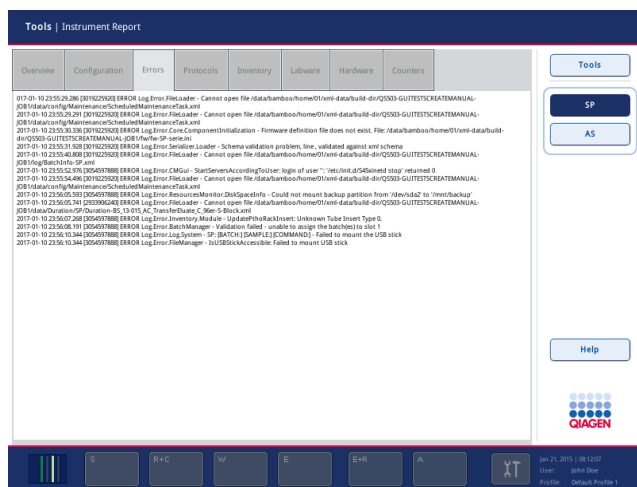 Tools | Instrument Report
Overview
Configuration
Errors
Protocols
Inventory
Labware
Hardware
Counters
017-01-10 23:55:29.286 [3019225920] ERROR Log.Error.FileLoader - Cannot open file /data/bamboo/home/01/xml-data/build-dir/QS503-GUITESTSCREATEMANUAL-
JOB1/data/config/Maintenance/ScheduledMaintenanceTask.xml
2017-01-10 23:55:29.291 [3019225920] ERROR Log.Error.FileLoader - Cannot open file /data/bamboo/home/01/xml-data/build-dir/QS503-GUITESTSCREATEMANUAL-
JOB1/data/config/Maintenance/ScheduledMaintenanceTask.xml
2017-01-10 23:55:30.336 [3019225920] ERROR Log.Error.Core.ComponentInitialization - Firmware definition file does not exist. File: /data/bamboo/home/01/xml-data/build-
dir/QS503-GUITESTSCREATEMANUAL-JOB1/fw/fw-SP-serie.ini
2017-01-10 23:55:31.928 [3019225920] ERROR Log.Error.Serializer.Loader - Schema validation problem, line , validated against xml schema
2017-01-10 23:55:40.808 [3019225920] ERROR Log.Error.FileLoader - Cannot open file /data/bamboo/home/01/xml-data/build-dir/QS503-GUITESTSCREATEMANUAL-
JOB1/log/BatchInfo-SP.xml
2017-01-10 23:55:52.976 [3054597888] ERROR Log.Error.CMGui - StartServersAccordingToUser: login of user '': '/etc/init.d/S45xinetd stop' returned 0
2017-01-10 23:55:54.496 [3019225920] ERROR Log.Error.FileLoader - Cannot open file /data/bamboo/home/01/xml-data/build-dir/QS503-GUITESTSCREATEMANUAL-
JOB1/data/config/Maintenance/ScheduledMaintenanceTask.xml
2017-01-10 23:56:05.593 [3054597888] ERROR Log.Error.ResourcesMonitor.DiskSpaceInfo - Could not mount backup partition from '/dev/sda2' to '/mnt/backup'
2017-01-10 23:56:05.741 [2933906240] ERROR Log.Error.FileLoader - Cannot open file /data/bamboo/home/01/xml-data/build-dir/QS503-GUITESTSCREATEMANUAL-
JOB1/data/Duration/SP/Duration-BS_13-015_AC_TransferEluate_C_96er-S-Block.xml
2017-01-10 23:56:07.268 [3054597888] ERROR Log.Error.Inventory.Module - UpdatePthoRackInsert: Unknown Tube Insert Type 0.
2017-01-10 23:56:08.191 [3054597888] ERROR Log.Error.BatchManager - Validation failed - unable to assign the batch(es) to slot 1
2017-01-10 23:56:10.344 [3054597888] ERROR Log.Error.Log.System - SP: [BATCH:] [SAMPLE:] [COMMAND:] - Failed to mount the USB stick
2017-01-10 23:56:10.344 [3054597888] ERROR Log.Error.FileManager - IsUSBStickAccessible: Failed to mount USB stick
Tools
SP
AS
Help
QIAGEN
S
R+C
W
E
E+R
A
Jan 21, 2015 | 08:12:07
User: John Doe
Profile: Default Profile 1